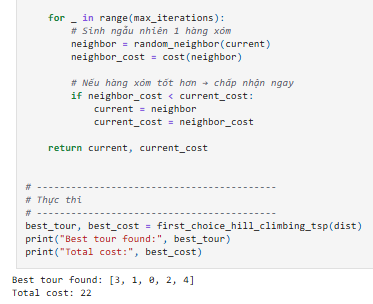 for _ in range(max_iterations):
# Sinh ngẫu nhiên 1 hàng xóm
neighbor = random_neighbor(current)
neighbor_cost = cost(neighbor)
# Nếu hàng xóm tốt hơn → chấp nhận ngay
if neighbor_cost < current_cost:
current = neighbor
current_cost = neighbor_cost
return current, current_cost
# ----------------------------------------
# Thực thi
# ----------------------------------------
best_tour, best_cost = first_choice_hill_climbing_tsp(dist)
print("Best tour found:", best_tour)
print("Total cost:", best_cost)
Best tour found: [3, 1, 0, 2, 4]
Total cost: 22